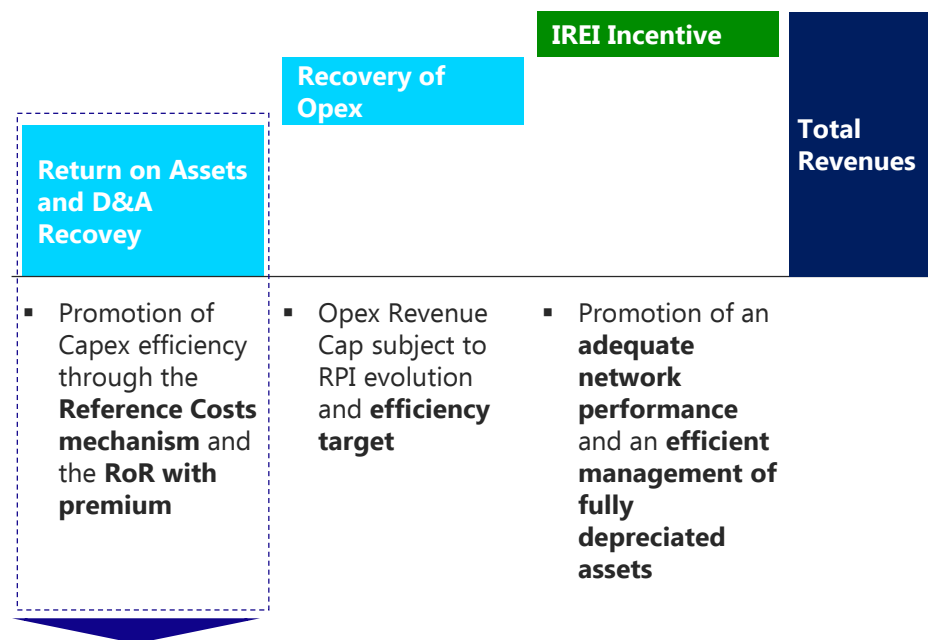 IREI Incentive
Recovery of
Opex
Total
Revenues
Return on Assets
and D&A
Recovey
▪ Promotion of
Capex efficiency
through the
Reference Costs
mechanism and
the RoR with
premium
▪ Opex Revenue
Cap subject to
RPI evolution
and efficiency
target
▪ Promotion of an
adequate
network
performance
and an efficient
management of
fully
depreciated
assets